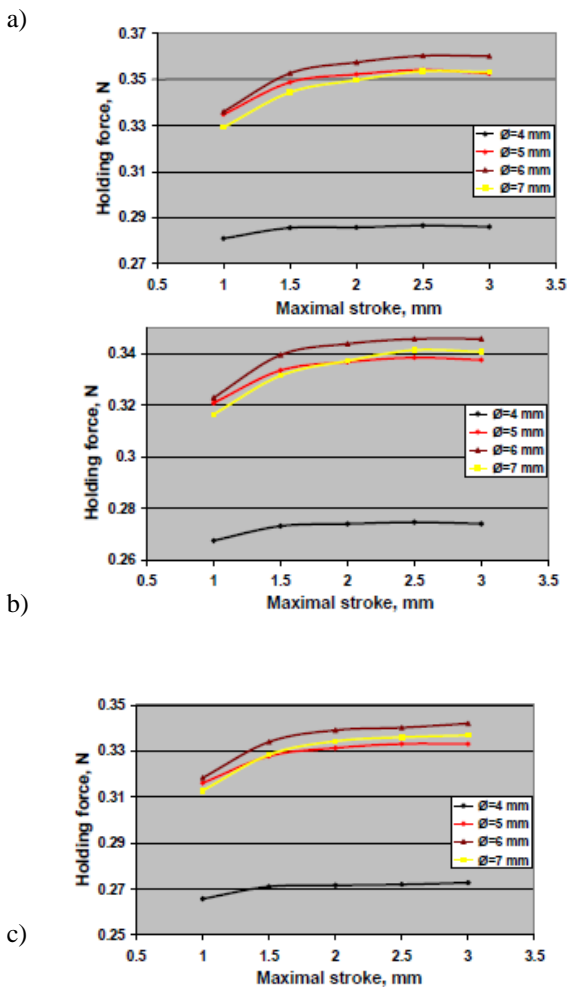 a)
0.37
0.35
0.33
0.31
0.29
0.27
Holding force, N
Ø=4 mm
Ø=5 mm
Ø=6 mm
Ø=7 mm
0.5 1 1.5 2 2.5 3 3.5
Maximal stroke, mm
0.34
0.32
0.3
0.28
0.26
Holding force, N
Ø=4 mm
Ø=5 mm
Ø=6 mm
Ø=7 mm
0.5 1 1.5 2 2.5 3 3.5
Maximal stroke, mm
b)
0.35
0.33
0.31
0.29
0.27
0.25
Holding force, N
Ø=4 mm
Ø=5 mm
Ø=6 mm
Ø=7 mm
0.5 1 1.5 2 2.5 3 3.5
Maximal stroke, mm
c)